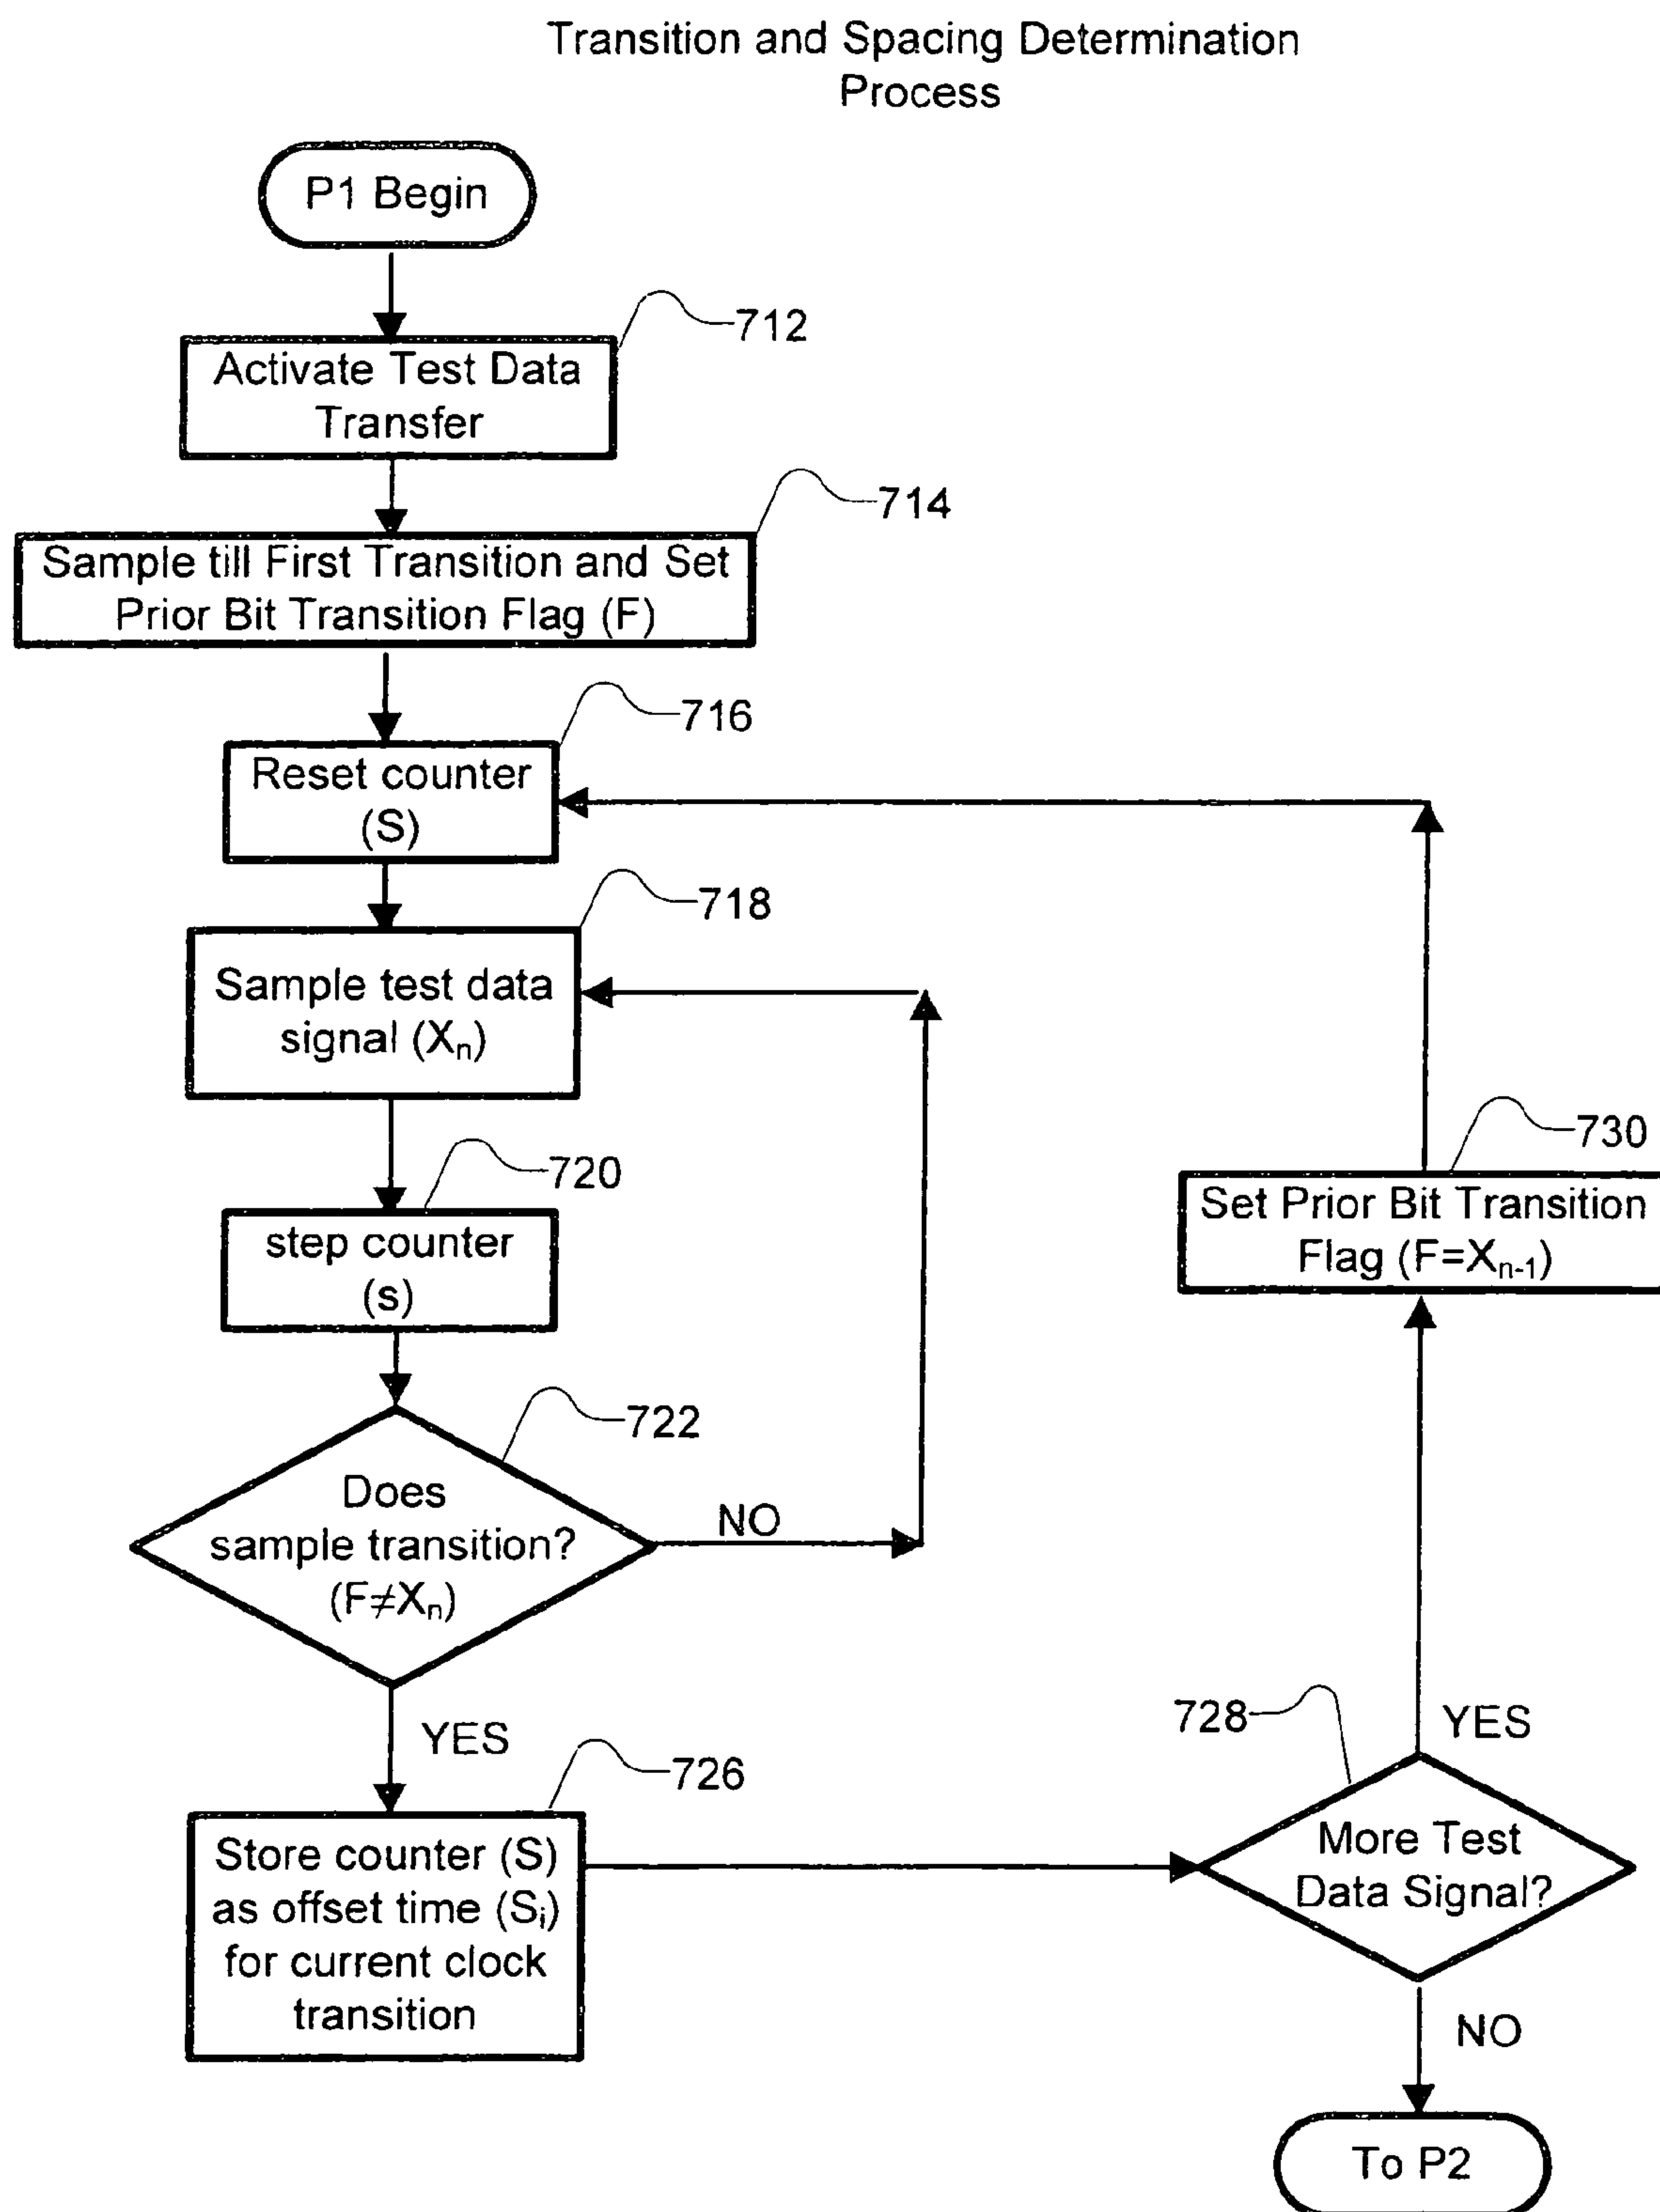 Transition and Spacing Determination
Process
P1 Begin
712
Activate Test Data
Transfer
714
Sample till First Transition and Set
Prior Bit Transition Flag (F)
716
Reset counter
(S)
718
Sample test data
signal (Xn)
720
step counter
(s)
730
Set Prior Bit Transition
Flag (F=Xn-1)
722
Does
sample transition?
(F≠Xn)
NO
YES
726
Store counter (S)
as offset time (Si)
for current clock
transition
728
YES
More Test
Data Signal?
NO
To P2